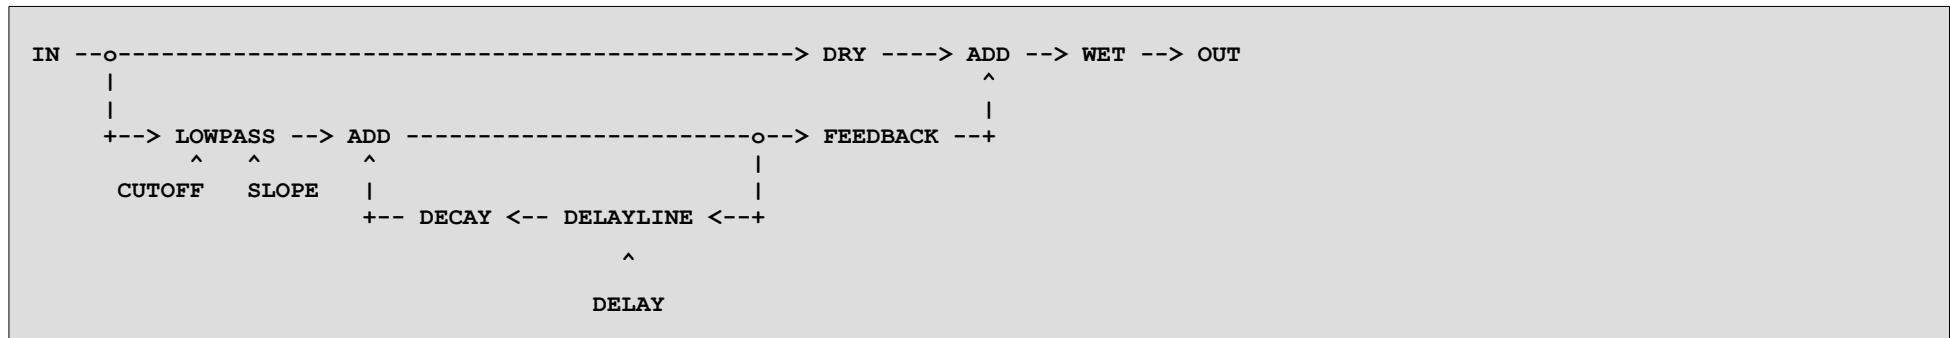 IN --o-----------------------------------------------> DRY ----> ADD --> WET --> OUT
     |                                                            ^
     |                                                            |
     +--> LOWPASS --> ADD ------------------------o--> FEEDBACK --+
           ^   ^       ^                          |
      CUTOFF   SLOPE   |                          |
                       +-- DECAY <-- DELAYLINE <--+
                                         ^
                                       DELAY